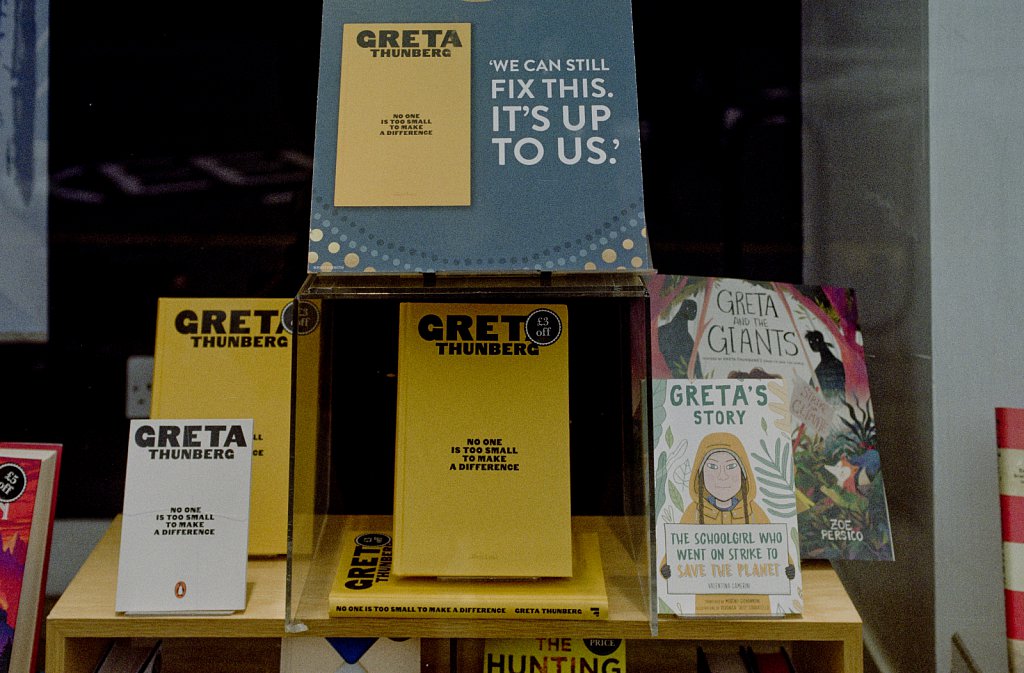 GRETA
THUNBERG
NO ONE
IS TOO SMALL
TO MAKE
A DIFFERENCE
'WE CAN STILL
FIX THIS.
IT'S UP
TO US.'
GRETA
THUNBERG
£3
off
GRETA
THUNBERG
NO ONE
IS TOO SMALL
TO MAKE
A DIFFERENCE
GRETA
THUNBERG
£3
off
NO ONE
IS TOO SMALL
TO MAKE
A DIFFERENCE
GRETA
THUNBERG
NO ONE IS TOO SMALL TO MAKE A DIFFERENCE GRETA THUNBERG
GRETA
AND THE
GIANTS
ZOË
PERSICO
GRETA'S
STORY
THE SCHOOLGIRL WHO
WENT ON STRIKE TO
SAVE THE PLANET
VALENTINA CAMERINI
£5
off
THE
HUNTING
PRICE